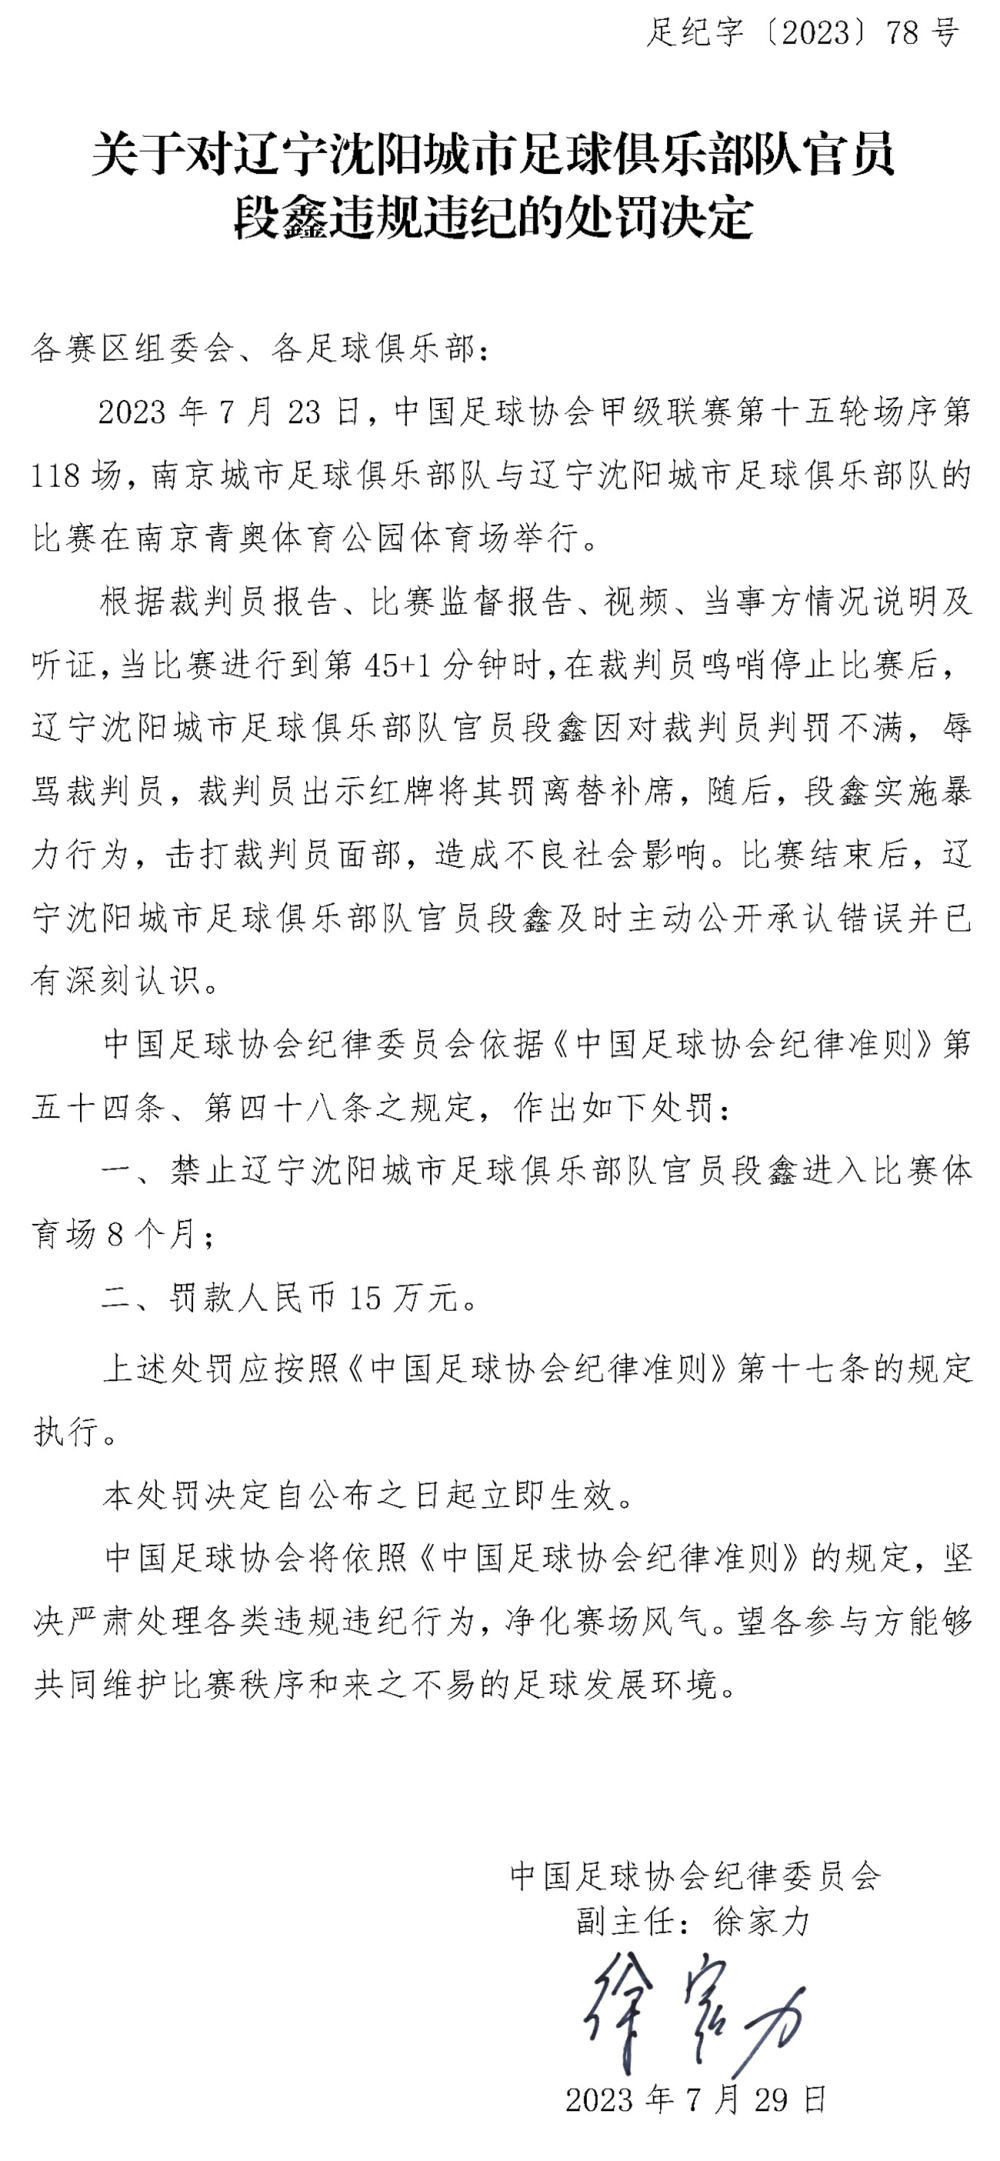 足纪字〔2023〕78 号
关于对辽宁沈阳城市足球俱乐部队官员
段鑫违规违纪的处罚决定
各赛区组委会、各足球俱乐部：
2023 年 7 月 23 日，中国足球协会甲级联赛第十五轮场序第
118 场，南京城市足球俱乐部队与辽宁沈阳城市足球俱乐部队的
比赛在南京青奥体育公园体育场举行。
根据裁判员报告、比赛监督报告、视频、当事方情况说明及
听证，当比赛进行到第 45+1 分钟时，在裁判员鸣哨停止比赛后，
辽宁沈阳城市足球俱乐部队官员段鑫因对裁判员判罚不满，辱
骂裁判员，裁判员出示红牌将其罚离替补席，随后，段鑫实施暴
力行为，击打裁判员面部，造成不良社会影响。比赛结束后，辽
宁沈阳城市足球俱乐部队官员段鑫及时主动公开承认错误并已
有深刻认识。
中国足球协会纪律委员会依据《中国足球协会纪律准则》第
五十四条、第四十八条之规定，作出如下处罚：
一、禁止辽宁沈阳城市足球俱乐部队官员段鑫进入比赛体
育场 8 个月；
二、罚款人民币 15 万元。
上述处罚应按照《中国足球协会纪律准则》第十七条的规定
执行。
本处罚决定自公布之日起立即生效。
中国足球协会将依照《中国足球协会纪律准则》的规定，坚
决严肃处理各类违规违纪行为，净化赛场风气。望各参与方能够
共同维护比赛秩序和来之不易的足球发展环境。
中国足球协会纪律委员会
副主任：徐家力
徐家力
2023 年 7 月 29 日